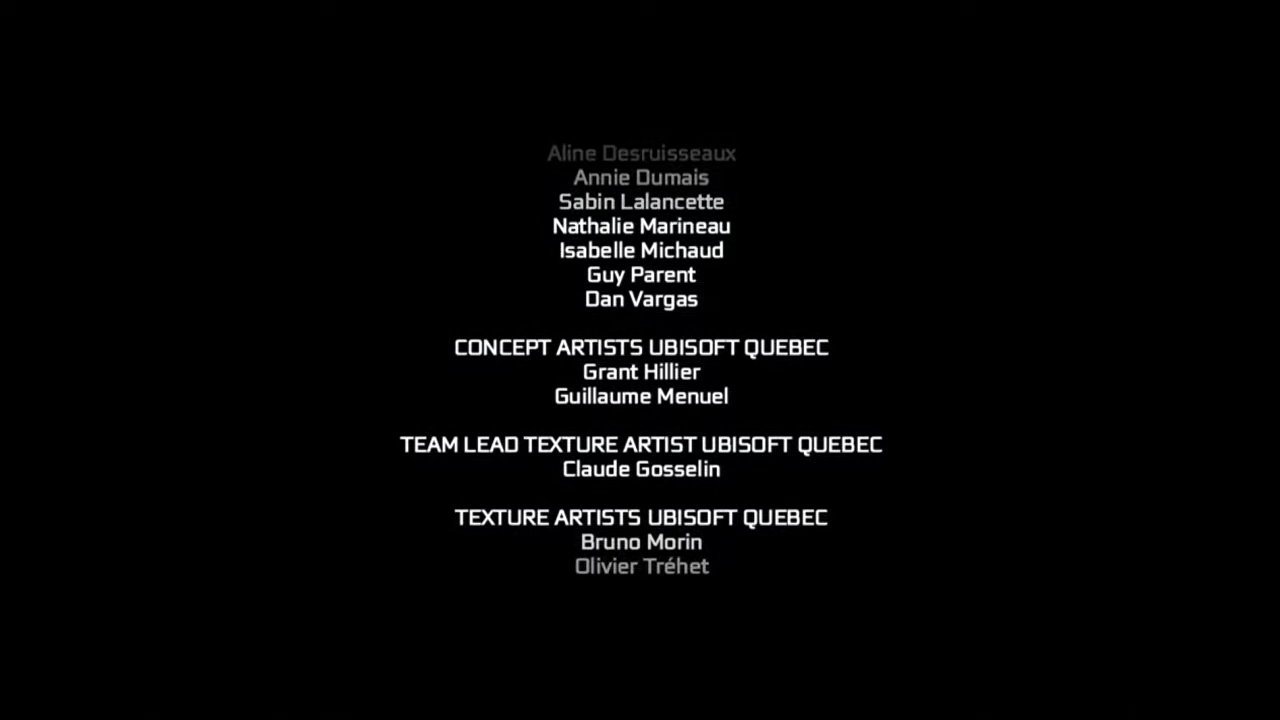 Aline Desruisseaux
Annie Dumais
Sabin Lalancette
Nathalie Marineau
Isabelle Michaud
Guy Parent
Dan Vargas
CONCEPT ARTISTS UBISOFT QUEBEC
Grant Hillier
Guillaume Menuel
TEAM LEAD TEXTURE ARTIST UBISOFT QUEBEC
Claude Gosselin
TEXTURE ARTISTS UBISOFT QUEBEC
Bruno Morin
Olivier Tréhet